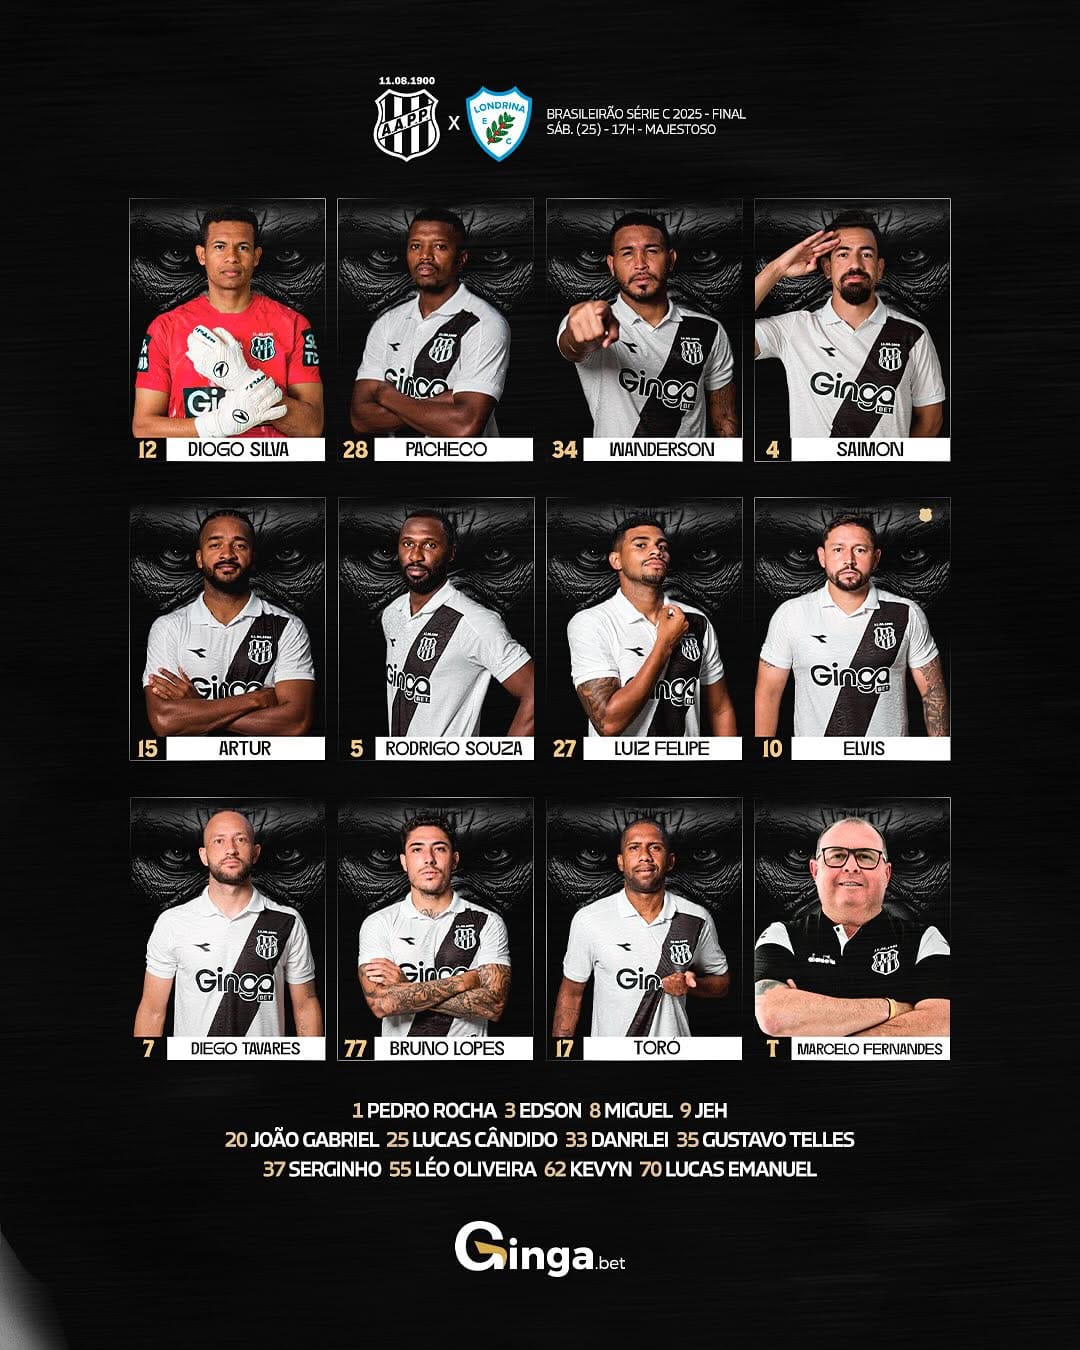 11.08.1900
A.A.P.P.
X
LONDRINA
E C
BRASILEIRÃO SÉRIE C 2025 - FINAL
SÁB. (25) - 17H - MAJESTOSO
12 DIOGO SILVA
28 PACHECO
34 WANDERSON
4 SAIMON
15 ARTUR
5 RODRIGO SOUZA
27 LUIZ FELIPE
10 ELVIS
7 DIEGO TAVARES
77 BRUNO LOPES
17 TORÓ
T MARCELO FERNANDES
1 PEDRO ROCHA 3 EDSON 8 MIGUEL 9 JEH
20 JOÃO GABRIEL 25 LUCAS CÂNDIDO 33 DANRLEI 35 GUSTAVO TELLES
37 SERGINHO 55 LÉO OLIVEIRA 62 KEVYN 70 LUCAS EMANUEL
Ginga.bet